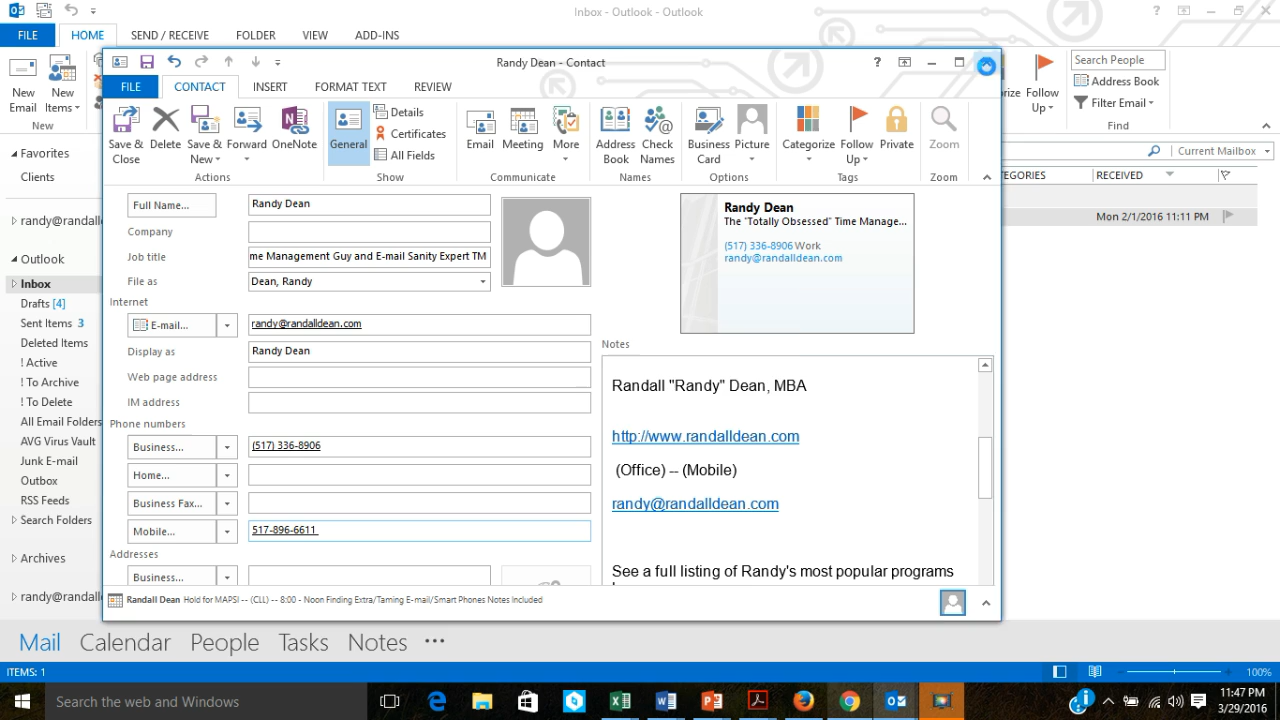 Inbox - Outlook - Outlook
?
FILE
HOME
SEND / RECEIVE
FOLDER
VIEW
ADD-INS
New Email
New Items
New
Follow Up
Search People
Address Book
Filter Email
Find
Current Mailbox
RECEIVED
Mon 2/1/2016 11:11 PM
Favorites
Clients
Outlook
Inbox
Drafts [4]
Sent Items 3
Deleted Items
! Active
! To Archive
! To Delete
All Email Folders
AVG Virus Vault
Junk E-mail
Outbox
RSS Feeds
Search Folders
Archives
Randy Dean - Contact
?
FILE
CONTACT
INSERT
FORMAT TEXT
REVIEW
Save & Close
Delete
Save & New
Forward
OneNote
Actions
General
Details
Certificates
All Fields
Show
Email
Meeting
More
Communicate
Address Book
Check Names
Names
Business Card
Picture
Options
Categorize
Follow Up
Private
Tags
Zoom
Zoom
Full Name...
Randy Dean
Company
Job title
me Management Guy and E-mail Sanity Expert TM
File as
Dean, Randy
Internet
E-mail...
randy@randalldean.com
Display as
Randy Dean
Web page address
IM address
Phone numbers
Business...
(517) 336-8906
Home...
Business Fax...
Mobile...
517-896-6611
Addresses
Business...
Randy Dean
The "Totally Obsessed" Time Manage...
(517) 336-8906 Work
randy@randalldean.com
Notes
Randall "Randy" Dean, MBA
http://www.randalldean.com
(Office) -- (Mobile)
randy@randalldean.com
See a full listing of Randy's most popular programs
Randall Dean Hold for MAPSI -- (CLL) -- 8:00 - Noon Finding Extra/Taming E-mail/Smart Phones Notes Included
Mail
Calendar
People
Tasks
Notes
ITEMS: 1
100%
Search the web and Windows
11:47 PM
3/29/2016